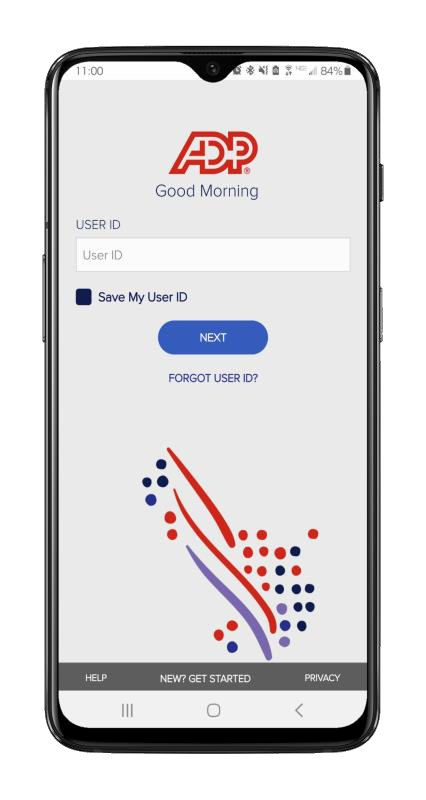 11:00 84%
ADP®
Good Morning
USER ID
User ID
Save My User ID
NEXT
FORGOT USER ID?
HELP NEW? GET STARTED PRIVACY